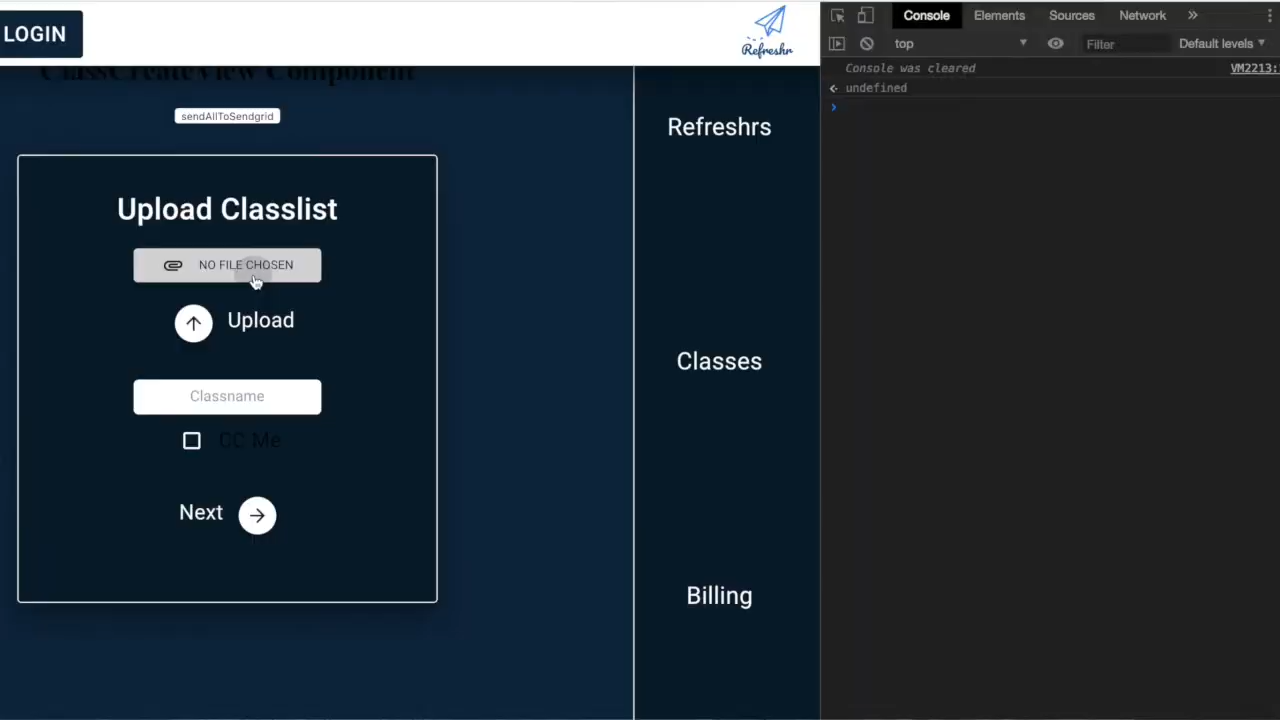 LOGIN
Refreshr
ClassCreateView Component
sendAllToSendgrid
Upload Classlist
NO FILE CHOSEN
Upload
Classname
CC Me
Next
Refreshrs
Classes
Billing
Console Elements Sources Network »
top Filter Default levels
Console was cleared VM2213:
undefined